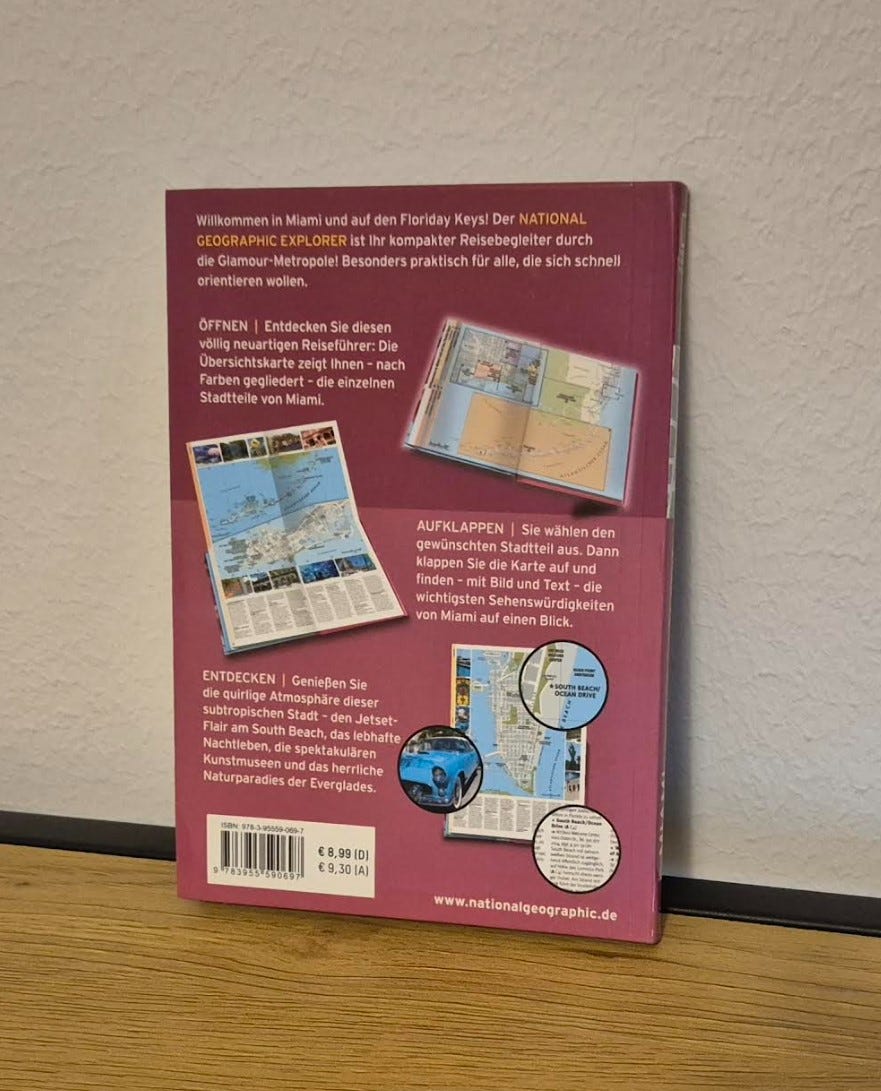 Willkommen in Miami und auf den Floriday Keys! Der NATIONAL
GEOGRAPHIC EXPLORER ist Ihr kompakter Reisebegleiter durch
die Glamour-Metropole! Besonders praktisch für alle, die sich schnell
orientieren wollen.
ÖFFNEN | Entdecken Sie diesen
völlig neuartigen Reiseführer: Die
Übersichtskarte zeigt Ihnen – nach
Farben gegliedert – die einzelnen
Stadtteile von Miami.
AUFKLAPPEN | Sie wählen den
gewünschten Stadtteil aus. Dann
klappen Sie die Karte auf und
finden – mit Bild und Text – die
wichtigsten Sehenswürdigkeiten
von Miami auf einen Blick.
ENTDECKEN | Genießen Sie
die quirlige Atmosphäre dieser
subtropischen Stadt – den Jetset-
Flair am South Beach, das lebhafte
Nachtleben, die spektakulären
Kunstmuseen und das herrliche
Naturparadies der Everglades.
SOUTH BEACH/
OCEAN DRIVE
BEACH
South Beach/Ocean
Drive
ISBN: 978-3-95559-069-7
9 783955 590697
€ 8,99 (D)
€ 9,30 (A)
www.nationalgeographic.de